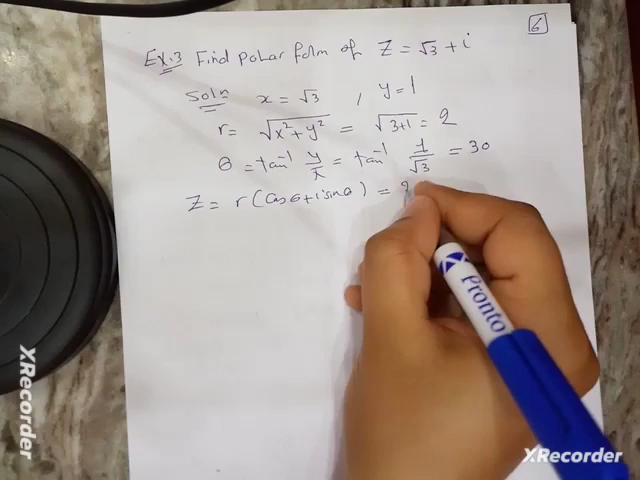 6
Ex.3 Find polar form of Z = √3 + i
Soln x = √3 , y = 1
r = √x² + y² = √3+1 = 2
θ = tan⁻¹ y/x = tan⁻¹ 1/√3 = 30
Z = r (cosθ + i sinθ) = 2
Pronto
XRecorder
XRecorder